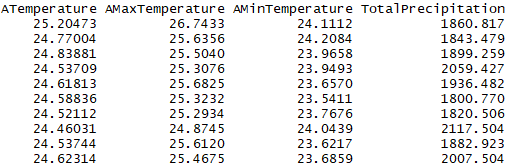 ATemperature AMaxTemperature AMinTemperature TotalPrecipitation
25.20473 26.7433 24.1112 1860.817
24.77004 25.6356 24.2084 1843.479
24.83881 25.5040 23.9658 1899.259
24.53709 25.3076 23.9493 2059.427
24.61813 25.6825 23.6570 1936.482
24.58836 25.3232 23.5411 1800.770
24.52112 25.2934 23.7676 1820.506
24.46031 24.8745 24.0439 2117.504
24.53744 25.6120 23.6217 1882.923
24.62314 25.4675 23.6859 2007.504